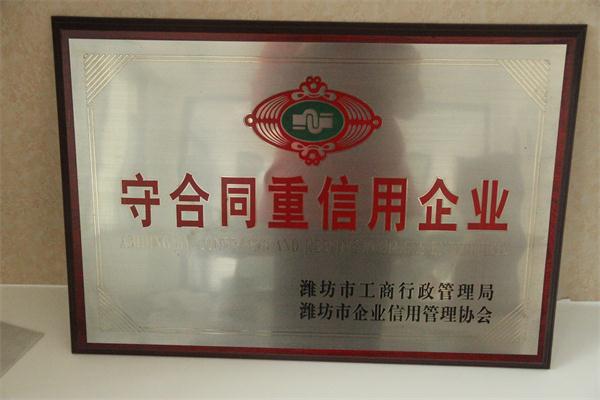 守合同重信用企业
潍坊市工商行政管理局
潍坊市企业信用管理协会